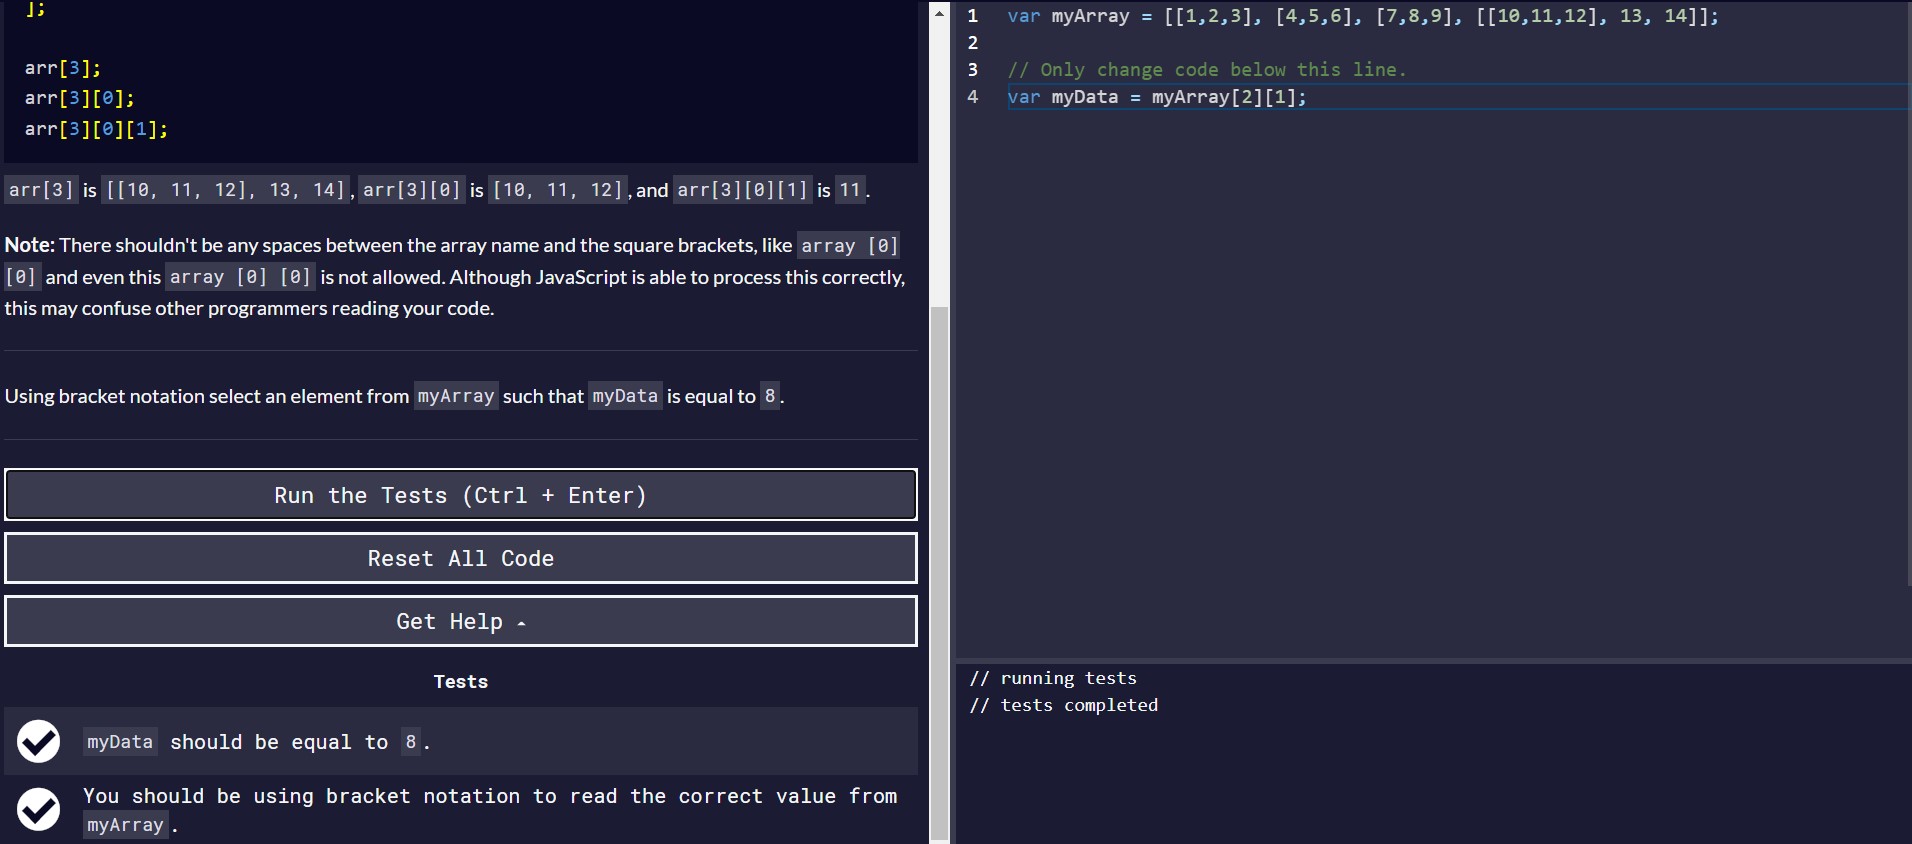 ];
arr[3];
arr[3][0];
arr[3][0][1];
arr[3] is [[10, 11, 12], 13, 14], arr[3][0] is [10, 11, 12], and arr[3][0][1] is 11.
Note: There shouldn't be any spaces between the array name and the square brackets, like array [0]
[0] and even this array [0] [0] is not allowed. Although JavaScript is able to process this correctly,
this may confuse other programmers reading your code.
Using bracket notation select an element from myArray such that myData is equal to 8.
Run the Tests (Ctrl + Enter)
Reset All Code
Get Help
Tests
myData should be equal to 8.
You should be using bracket notation to read the correct value from
myArray.
1 var myArray = [[1,2,3], [4,5,6], [7,8,9], [[10,11,12], 13, 14]];
2
3 // Only change code below this line.
4 var myData = myArray[2][1];
// running tests
// tests completed